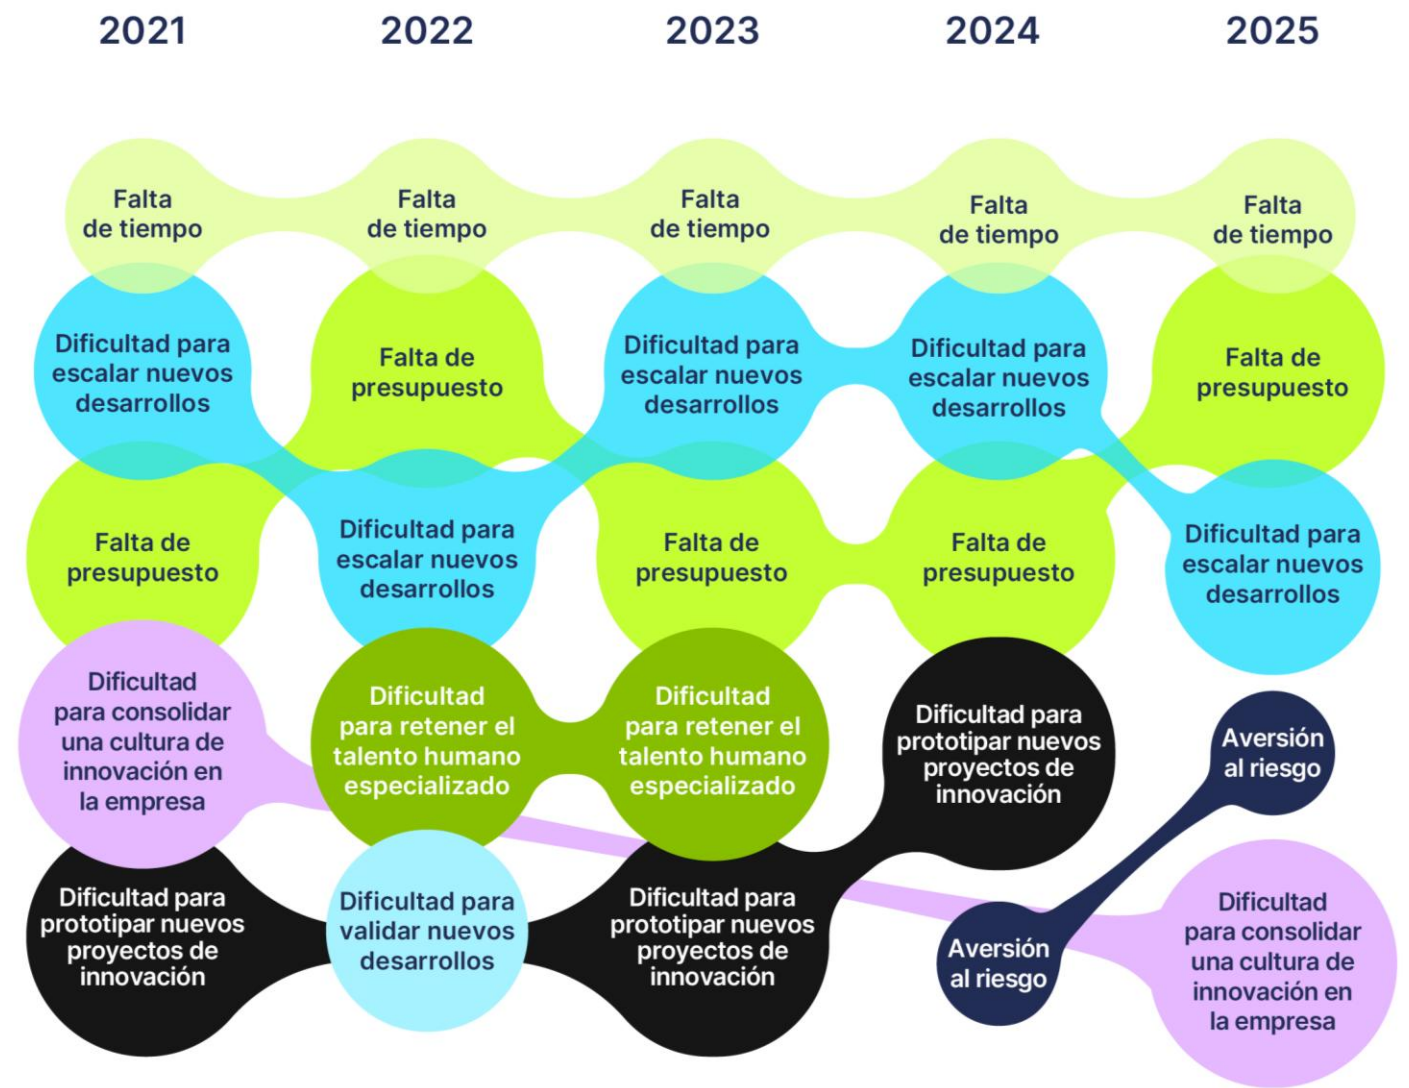 2021
2022
2023
2024
2025
Falta
de tiempo
Falta
de tiempo
Falta
de tiempo
Falta
de tiempo
Falta
de tiempo
Dificultad para
escalar nuevos
desarrollos
Falta de
presupuesto
Dificultad para
escalar nuevos
desarrollos
Dificultad para
escalar nuevos
desarrollos
Falta de
presupuesto
Falta de
presupuesto
Dificultad para
escalar nuevos
desarrollos
Falta de
presupuesto
Falta de
presupuesto
Dificultad para
escalar nuevos
desarrollos
Dificultad
para consolidar
una cultura de
innovación en
la empresa
Dificultad
para retener el
talento humano
especializado
Dificultad
para retener el
talento humano
especializado
Dificultad para
prototipar nuevos
proyectos de
innovación
Aversión
al riesgo
Dificultad para
prototipar nuevos
proyectos de
innovación
Dificultad para
validar nuevos
desarrollos
Dificultad para
prototipar nuevos
proyectos de
innovación
Aversión
al riesgo
Dificultad
para consolidar
una cultura de
innovación en
la empresa